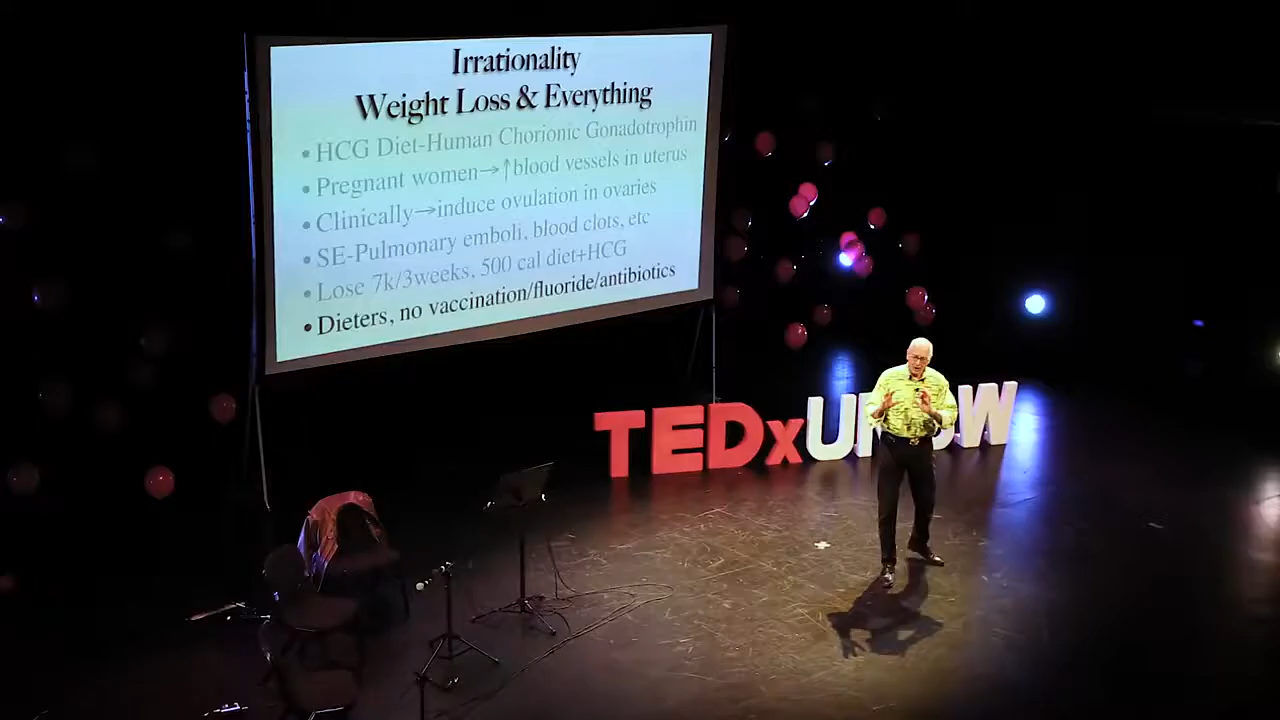 Irrationality
Weight Loss & Everything
• HCG Diet-Human Chorionic Gonadotrophin
• Pregnant women→↑blood vessels in uterus
• Clinically→induce ovulation in ovaries
• SE-Pulmonary emboli, blood clots, etc
• Lose 7k/3weeks, 500 cal diet+HCG
• Dieters, no vaccination/fluoride/antibiotics
TEDxU W